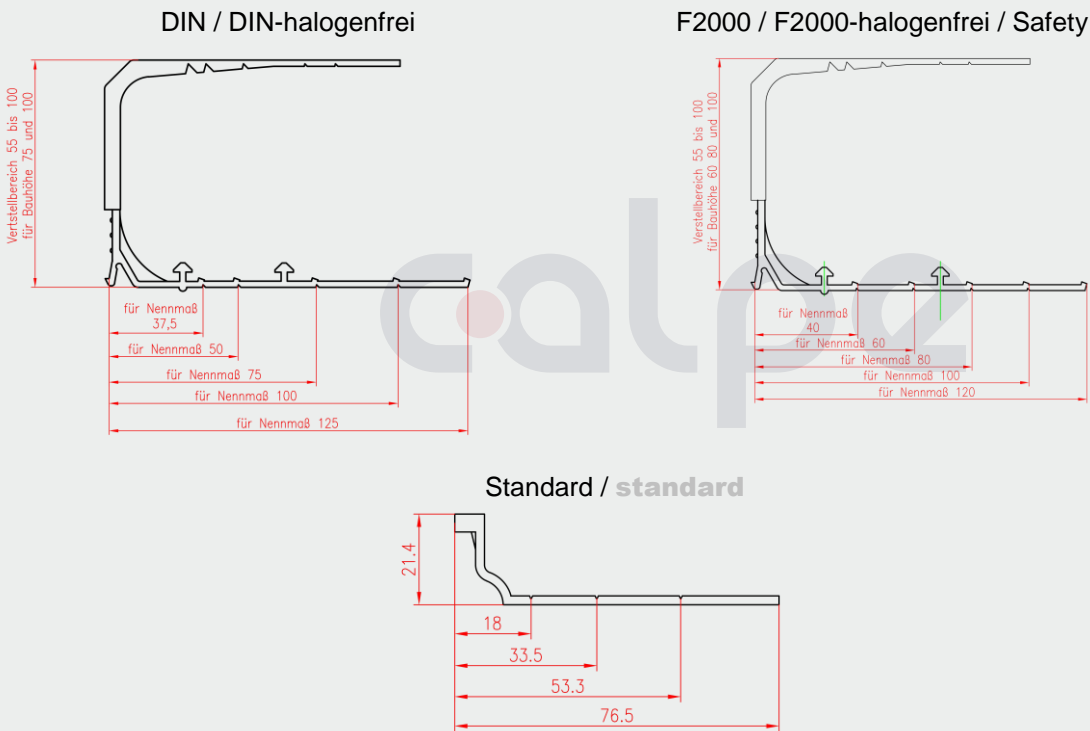 DIN / DIN-halogenfrei
Vertstellbereich 55 bis 100
für Bauhöhe 75 und 100
für Nennmaß
37,5
für Nennmaß 50
für Nennmaß 75
für Nennmaß 100
für Nennmaß 125
F2000 / F2000-halogenfrei / Safety
Verstellbereich 55 bis 100
für Bauhöhe 60 80 und 100
für Nennmaß
40
für Nennmaß 60
für Nennmaß 80
für Nennmaß 100
für Nennmaß 120
calpe
Standard / standard
21.4
18
33.5
53.3
76.5